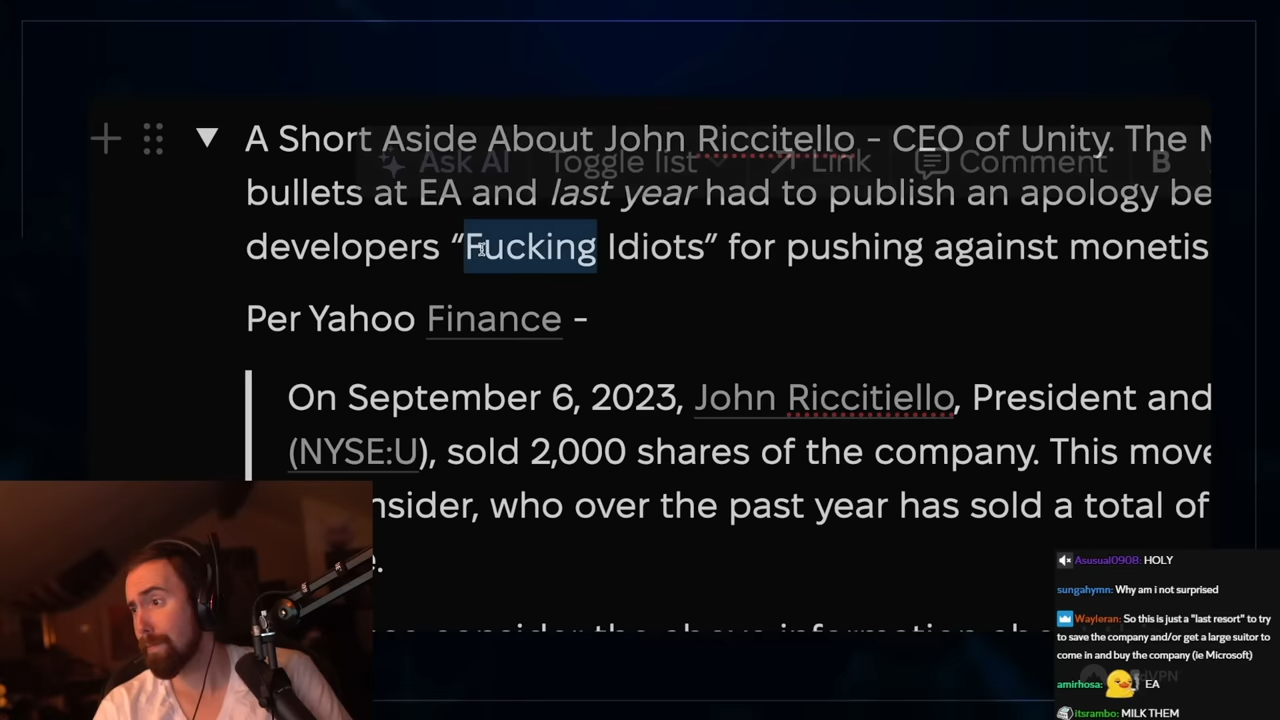 A Short Aside About John Riccitello - CEO of Unity. The
Ask AI Toggle list Link Comment B
bullets at EA and last year had to publish an apology be
developers “Fucking Idiots” for pushing against monetis
Per Yahoo Finance -
On September 6, 2023, John Riccitiello, President and
(NYSE:U), sold 2,000 shares of the company. This move
nsider, who over the past year has sold a total of
e.
consider the above information
Asusual0908: HOLY
sungahymn: Why am i not surprised
Wayleran: So this is just a "last resort" to try
to save the company and/or get a large suitor to
come in and buy the company (ie Microsoft)
amirhosa: EA
itsrambo: MILK THEM